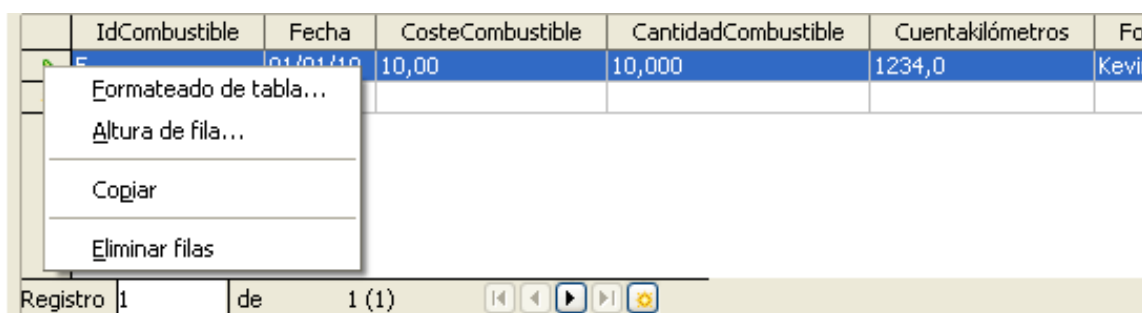 IdCombustible Fecha CosteCombustible CantidadCombustible Cuentakilómetros
10,00 10,000 1234,0
Formateado de tabla...
Altura de fila...
Copiar
Eliminar filas
Registro 1 de 1 (1)